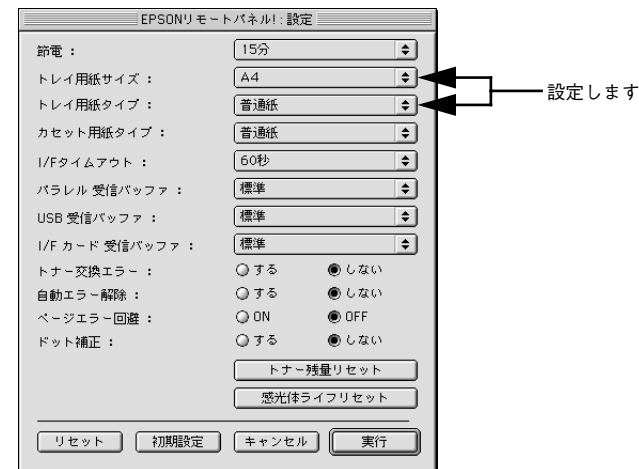 EPSONリモートパネル!:設定
節電： 15分
トレイ用紙サイズ： A4
設定します
トレイ用紙タイプ： 普通紙
カセット用紙タイプ： 普通紙
I/Fタイムアウト： 60秒
パラレル 受信バッファ： 標準
USB 受信バッファ： 標準
I/F カード 受信バッファ： 標準
トナー交換エラー： する しない
自動エラー解除： する しない
ページエラー回避： ON OFF
ドット補正： する しない
トナー残量リセット
感光体ライフリセット
リセット 初期設定 キャンセル 実行